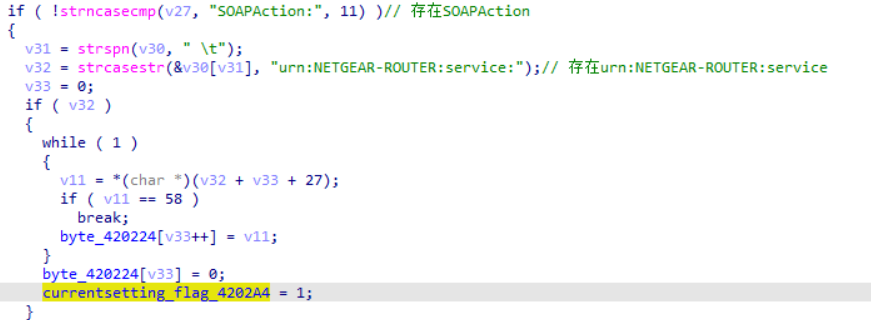 if ( !strncasecmp(v27, "SOAPAction:", 11) )// 存在SOAPAction
{
v31 = strspn(v30, " \t");
v32 = strcasestr(&v30[v31], "urn:NETGEAR-ROUTER:service:");// 存在urn:NETGEAR-ROUTER:service
v33 = 0;
if ( v32 )
{
while ( 1 )
{
v11 = *(char *)(v32 + v33 + 27);
if ( v11 == 58 )
break;
byte_420224[v33++] = v11;
}
byte_420224[v33] = 0;
currentsetting_flag_4202A4 = 1;
}